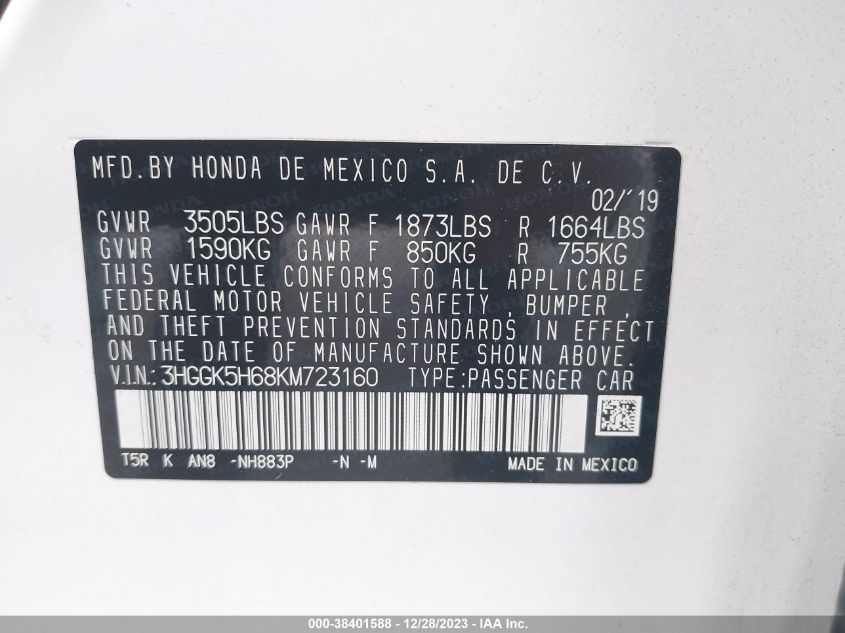 MFD.BY HONDA DE MEXICO S.A. DE C.V.
02/'19
GVWR 3505LBS GAWR F 1873LBS R 1664LBS
GVWR 1590KG GAWR F 850KG R 755KG
THIS VEHICLE CONFORMS TO ALL APPLICABLE
FEDERAL MOTOR VEHICLE SAFETY , BUMPER ,
AND THEFT PREVENTION STANDARDS IN EFFECT
ON THE DATE OF MANUFACTURE SHOWN ABOVE.
V.I.N.: 3HGGK5H68KM723160 TYPE:PASSENGER CAR
T5R K AN8 -NH883P -N -M MADE IN MEXICO
000-38401588 - 12/28/2023 - IAA Inc.